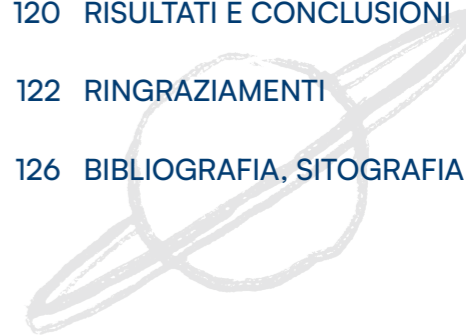 120 RISULTATI E CONCLUSIONI
122 RINGRAZIAMENTI
126 BIBLIOGRAFIA, SITOGRAFIA